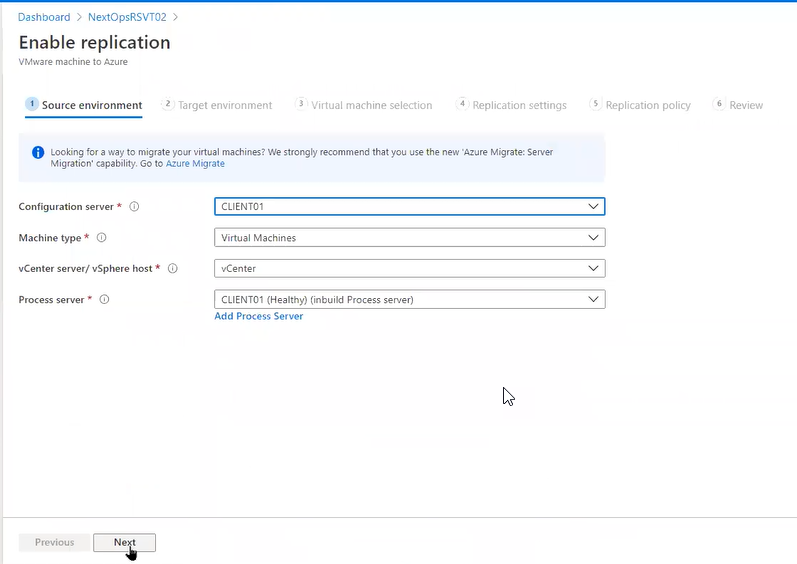 Dashboard > NextOpsRSVT02 >
Enable replication
VMware machine to Azure
1 Source environment 2 Target environment 3 Virtual machine selection 4 Replication settings 5 Replication policy 6 Review
Looking for a way to migrate your virtual machines? We strongly recommend that you use the new 'Azure Migrate: Server
Migration' capability. Go to Azure Migrate
Configuration server * CLIENT01
Machine type * Virtual Machines
vCenter server/ vSphere host * vCenter
Process server * CLIENT01 (Healthy) (inbuild Process server)
Add Process Server
Previous Next